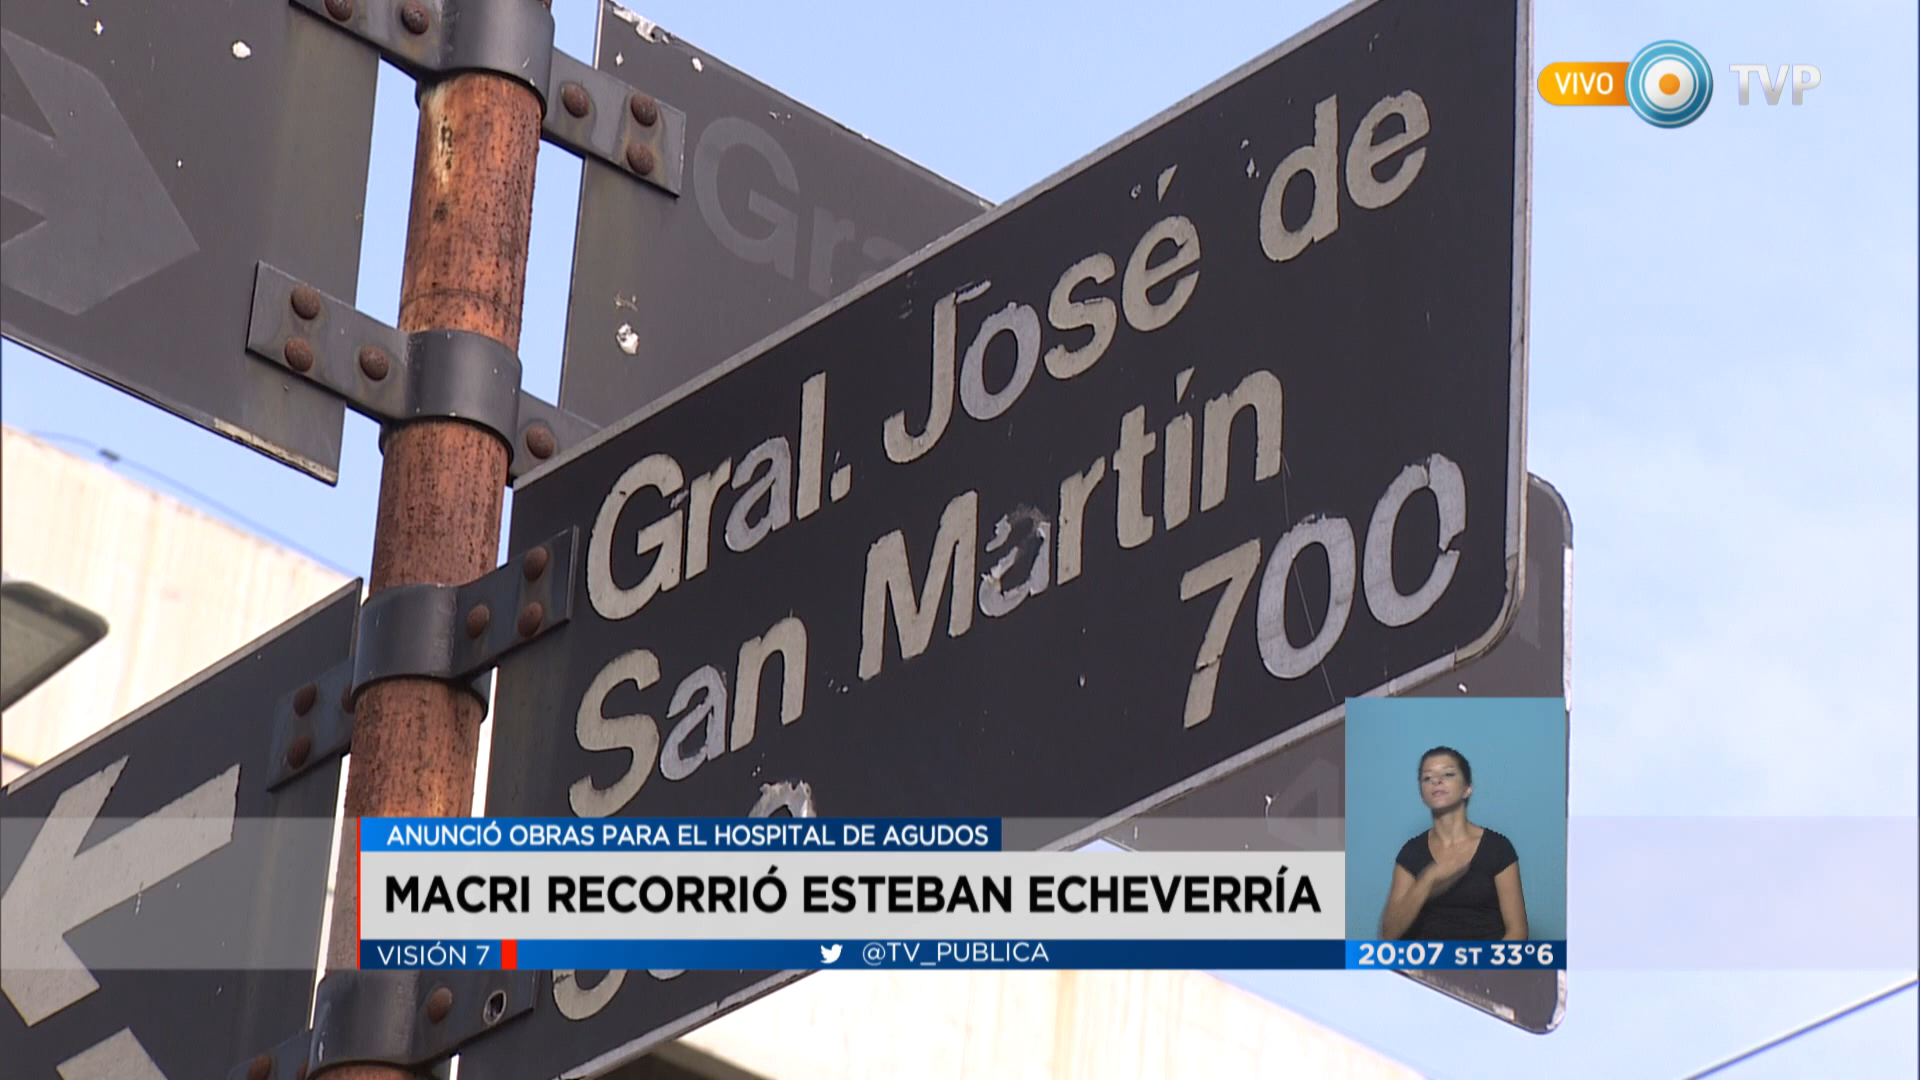 VIVO TVP
Gra
Gral. José de
San Martín
700
ANUNCIÓ OBRAS PARA EL HOSPITAL DE AGUDOS
MACRI RECORRIÓ ESTEBAN ECHEVERRÍA
VISIÓN 7 @TV_PUBLICA 20:07 ST 33°6